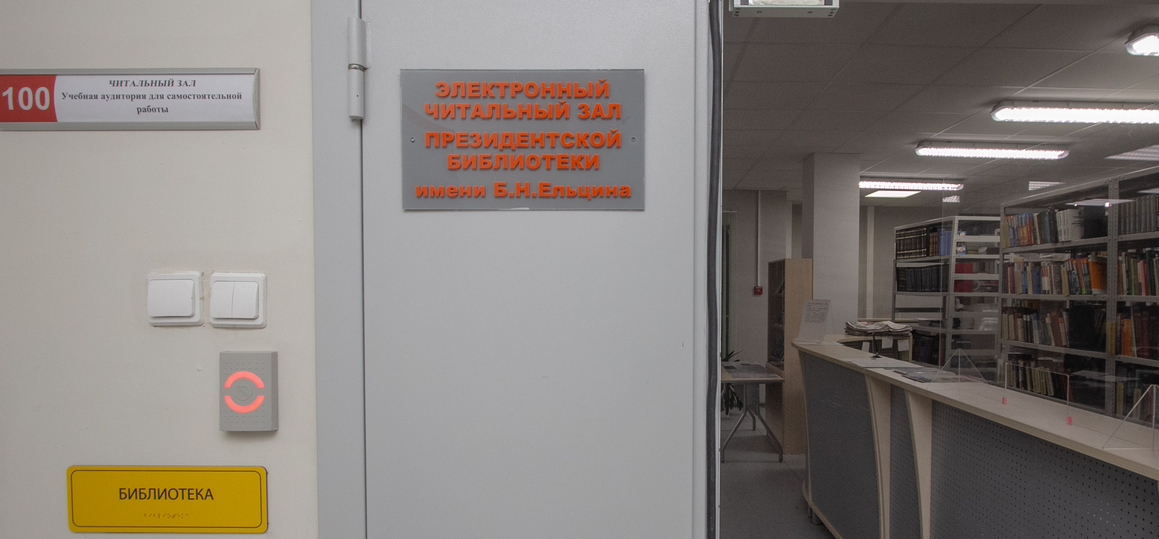 100
ЧИТАЛЬНЫЙ ЗАЛ
Учебная аудитория для самостоятельной
работы
ЭЛЕКТРОННЫЙ
ЧИТАЛЬНЫЙ ЗАЛ
ПРЕЗИДЕНТСКОЙ
БИБЛИОТЕКИ
имени Б.Н.Ельцина
БИБЛИОТЕКА